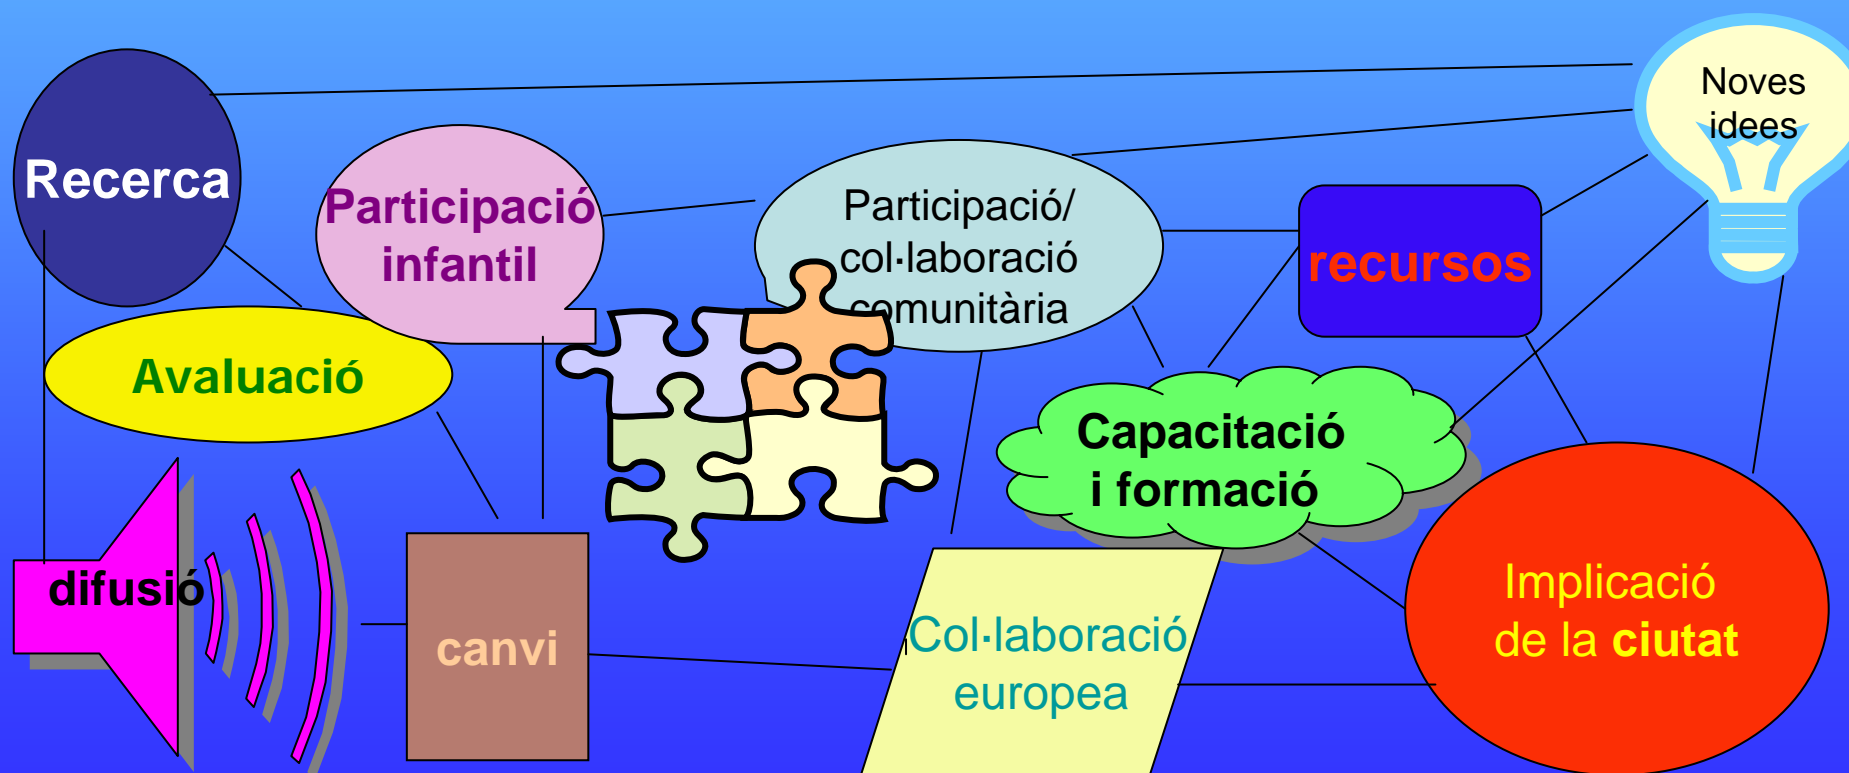 Noves
idees
Recerca
Participació
infantil
Participació/
col·laboració
comunitària
recursos
Avaluació
Capacitació
i formació
difusió
canvi
Col·laboració
europea
Implicació
de la ciutat